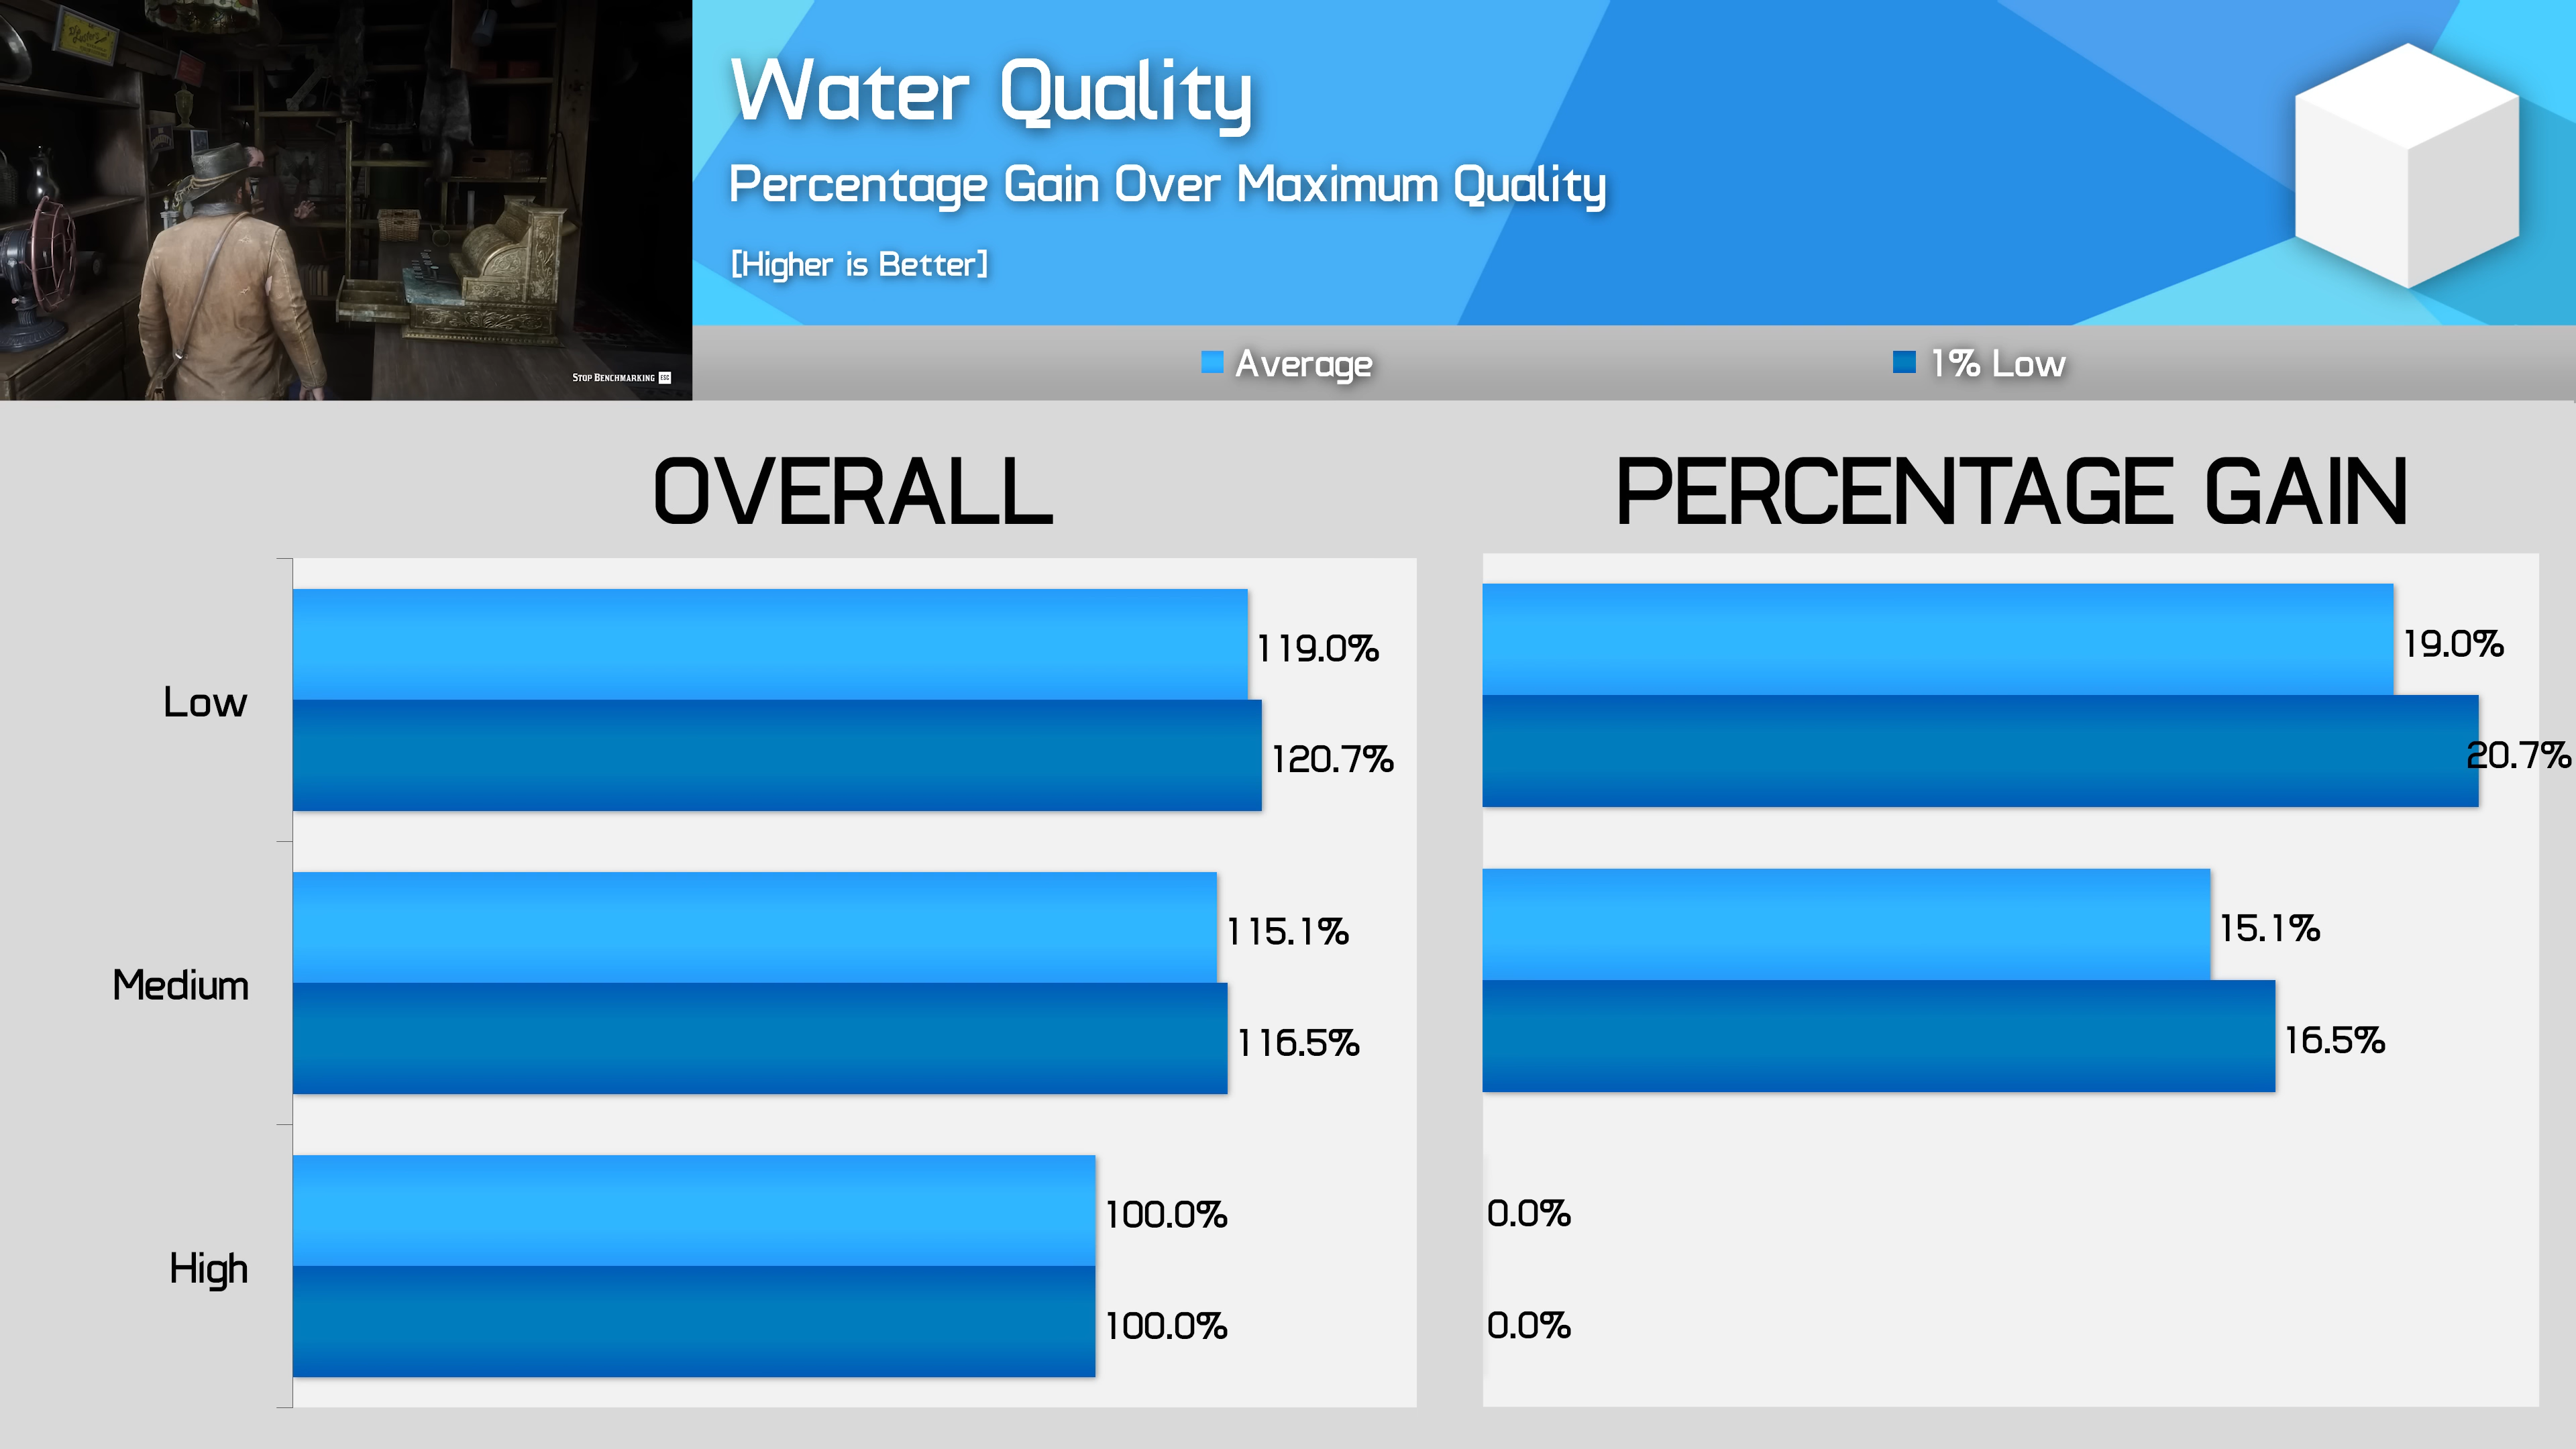 Water Quality
Percentage Gain Over Maximum Quality
[Higher is Better]
STOP BENCHMARKING ESC
Average
1% Low
OVERALL
PERCENTAGE GAIN
Low
119.0%
120.7%
19.0%
20.7%
Medium
115.1%
116.5%
15.1%
16.5%
High
100.0%
100.0%
0.0%
0.0%